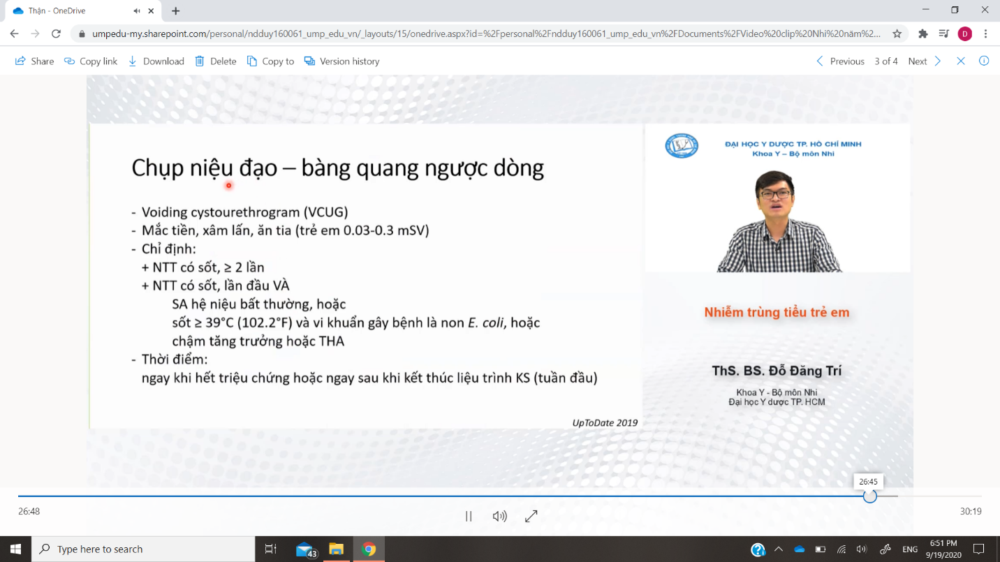 Thận - OneDrive
umpedu-my.sharepoint.com/personal/ndduy160061_ump_edu_vn/_layouts/15/onedrive.aspx?id=%2Fpersonal%2Fndduy160061_ump_edu_vn%2FDocuments%2FVideo%20clip%20Nhi%20năm%2...
D
Share Copy link Download Delete Copy to Version history Previous 3 of 4 Next
Chụp niệu đạo – bàng quang ngược dòng
- Voiding cystourethrogram (VCUG)
- Mắc tiền, xâm lấn, ăn tia (trẻ em 0.03-0.3 mSV)
- Chỉ định:
+ NTT có sốt, ≥ 2 lần
+ NTT có sốt, lần đầu VÀ
SA hệ niệu bất thường, hoặc
sốt ≥ 39°C (102.2°F) và vi khuẩn gây bệnh là non E. coli, hoặc
chậm tăng trưởng hoặc THA
- Thời điểm:
ngay khi hết triệu chứng hoặc ngay sau khi kết thúc liệu trình KS (tuần đầu)
UpToDate 2019
ĐẠI HỌC Y DƯỢC TP. HỒ CHÍ MINH
Khoa Y – Bộ môn Nhi
Nhiễm trùng tiểu trẻ em
ThS. BS. Đỗ Đăng Trí
Khoa Y - Bộ môn Nhi
Đại học Y dược TP. HCM
26:45
26:48
30:19
Type here to search
43
ENG
6:51 PM
9/19/2020